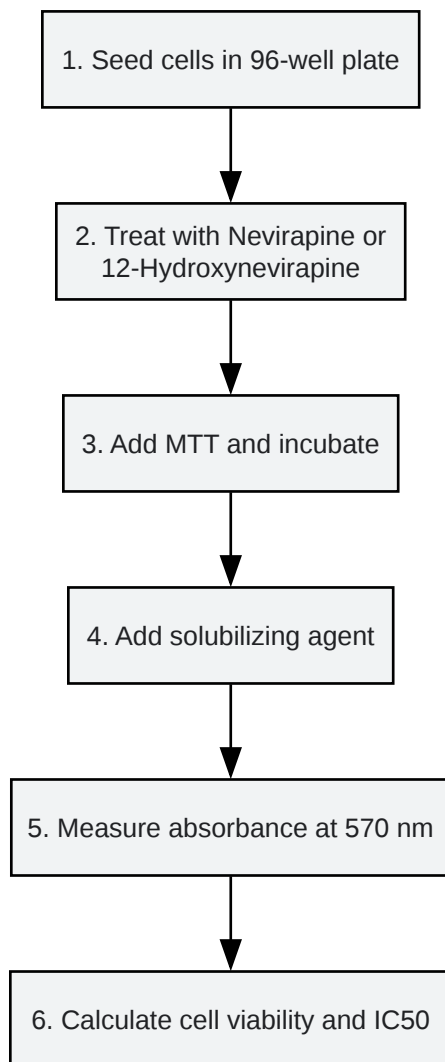 1. Seed cells in 96-well plate
2. Treat with Nevirapine or
12-Hydroxynevirapine
3. Add MTT and incubate
4. Add solubilizing agent
5. Measure absorbance at 570 nm
6. Calculate cell viability and IC50